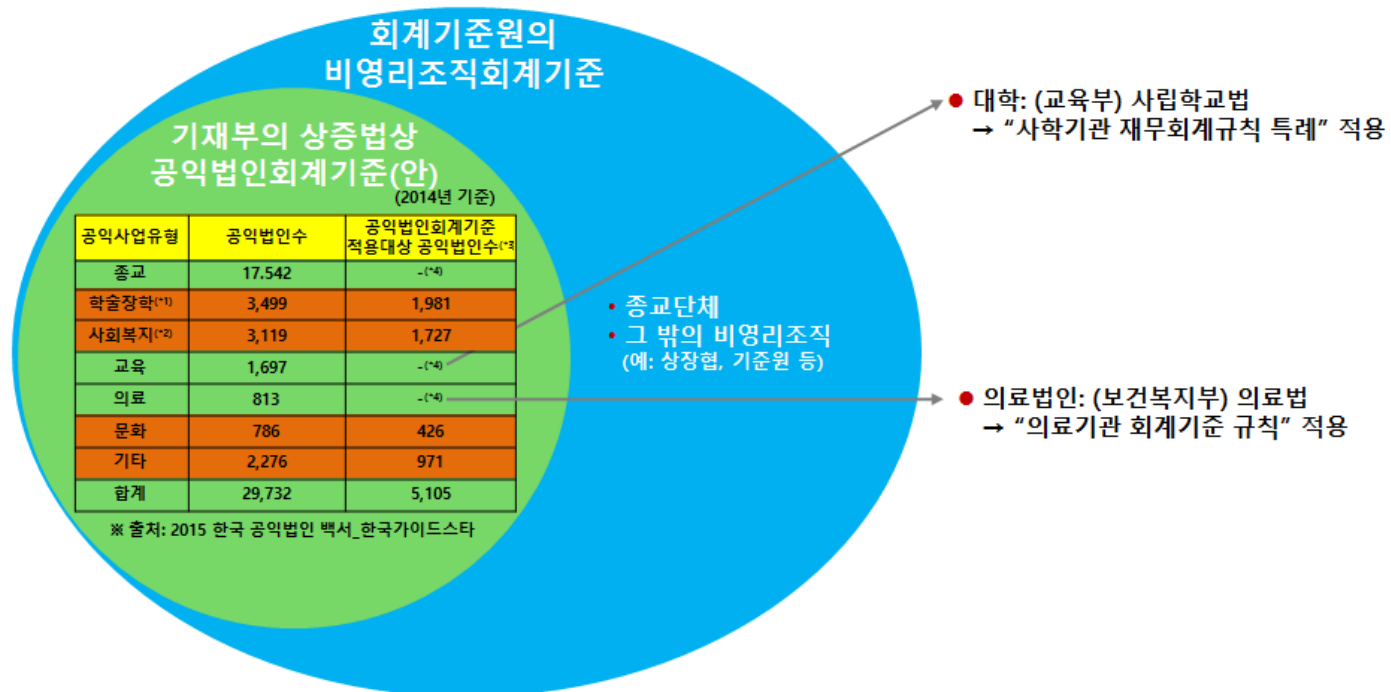 회계기준원의
비영리조직회계기준
기재부의 상증법상
공익법인회계기준(안)
(2014년 기준)
공익사업유형 공익법인수 공익법인회계기준
적용대상 공익법인수(*3
종교 17.542 -(*4)
학술장학(*1) 3,499 1,981
사회복지(*2) 3,119 1,727
교육 1,697 -(*4)
의료 813 -(*4)
문화 786 426
기타 2,276 971
합계 29,732 5,105
※ 출처: 2015 한국 공익법인 백서_한국가이드스타
• 종교단체
• 그 밖의 비영리조직
(예: 상장협, 기준원 등)
● 대학: (교육부) 사립학교법
→ “사학기관 재무회계규칙 특례” 적용
● 의료법인: (보건복지부) 의료법
→ “의료기관 회계기준 규칙” 적용